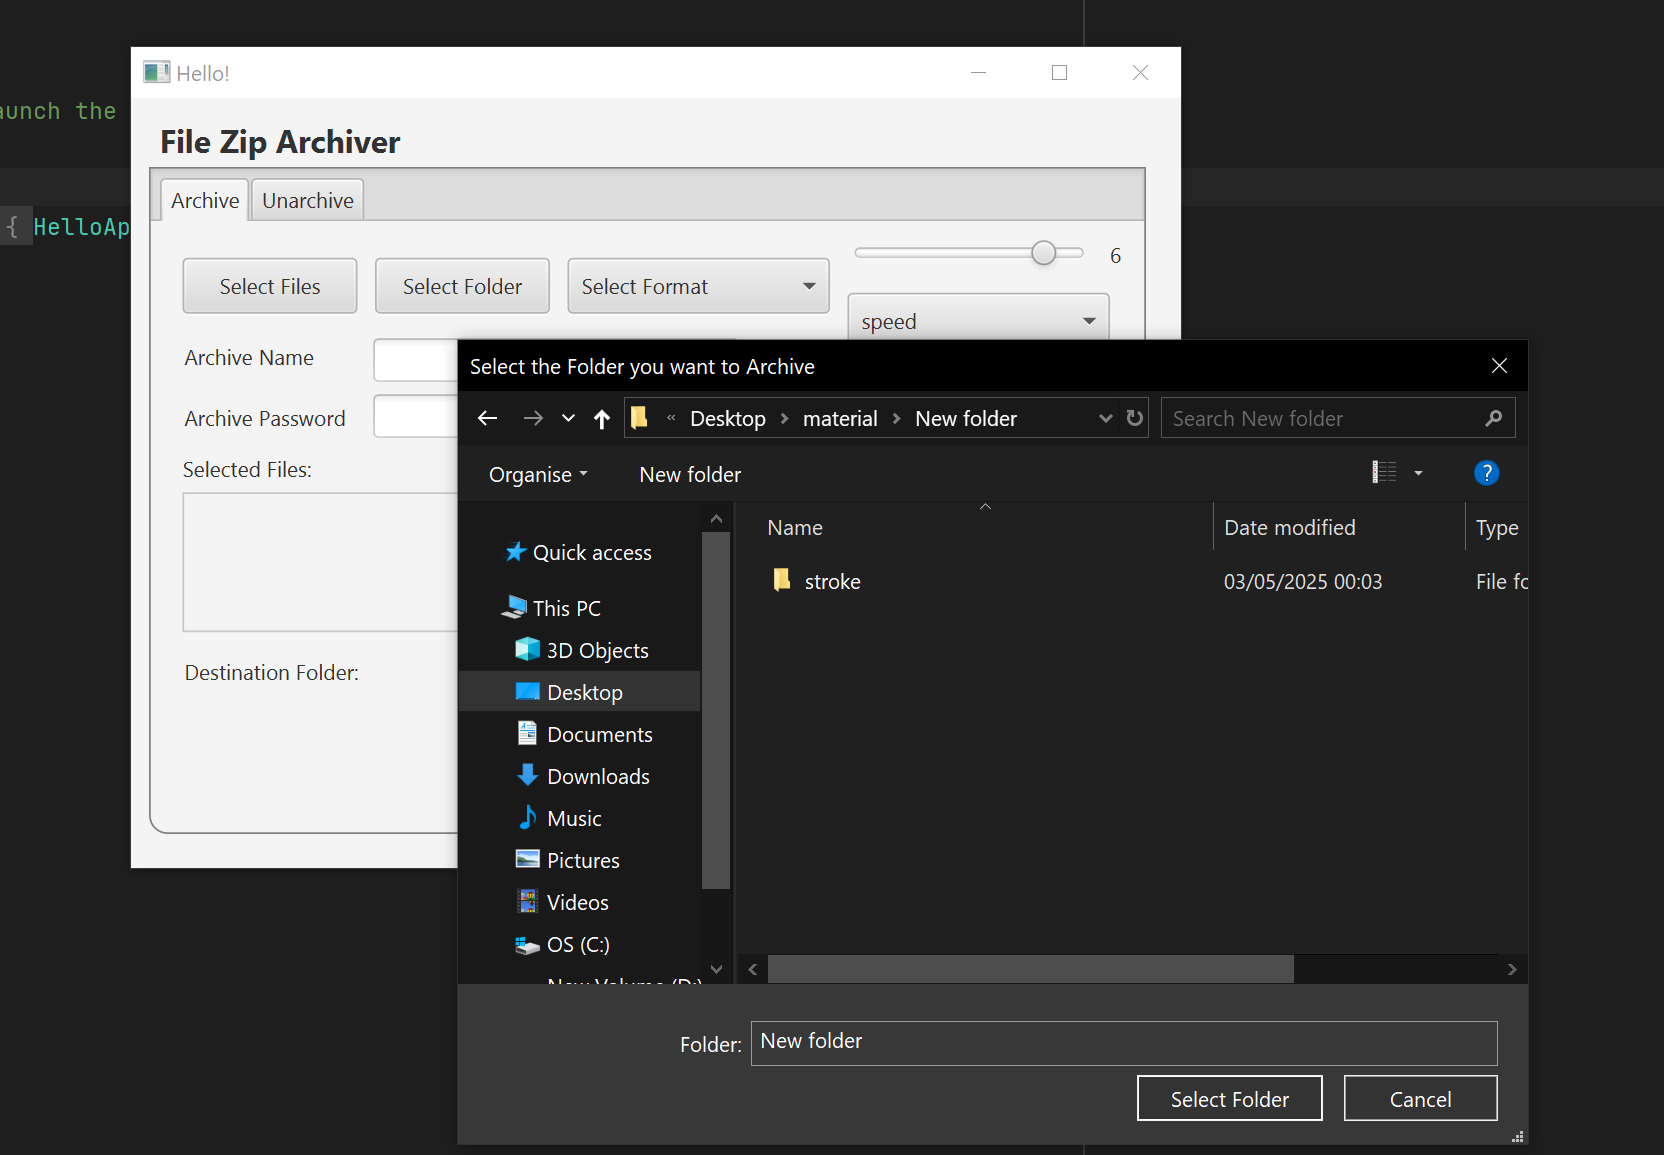 aunch the
{ HelloAp
Hello!
File Zip Archiver
Archive Unarchive
Select Files Select Folder Select Format 6
speed
Archive Name
Archive Password
Selected Files:
Destination Folder:
Select the Folder you want to Archive
« Desktop > material > New folder Search New folder
Organise New folder ?
Name Date modified Type
stroke 03/05/2025 00:03 File fo
Quick access
This PC
3D Objects
Desktop
Documents
Downloads
Music
Pictures
Videos
OS (C:)
New Volume (D:)
Folder: New folder
Select Folder Cancel